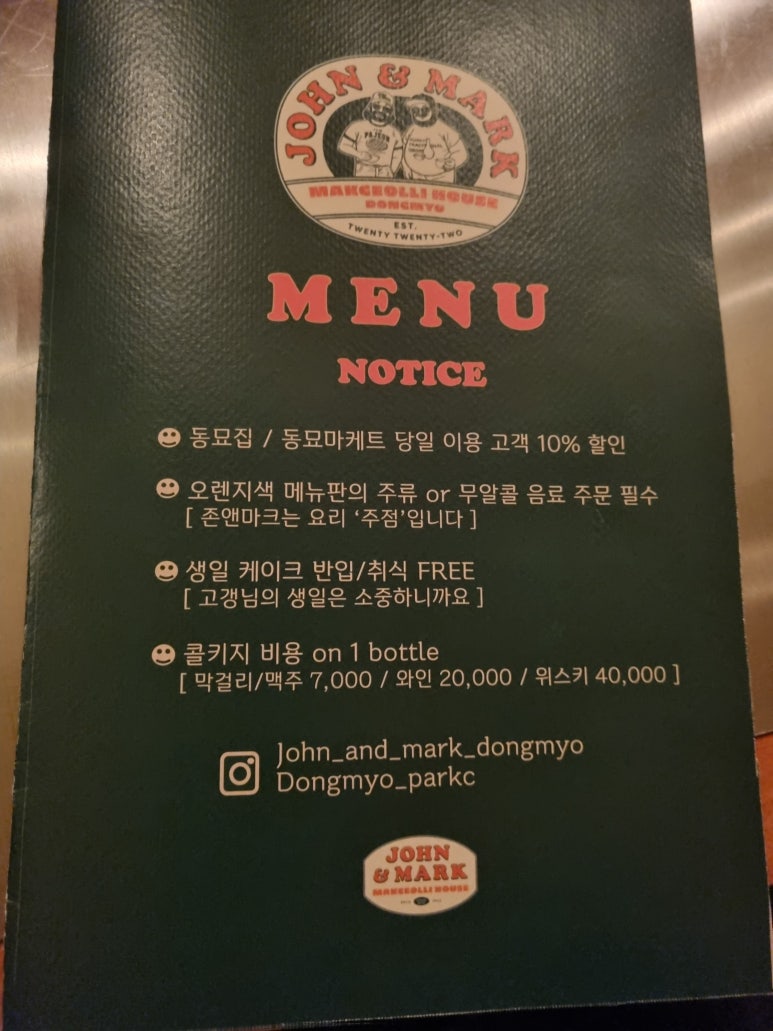 JOHN & MARK
PAJEON
MAKGEOLLI HOUSE
DONGMYO
EST.
TWENTY TWENTY-TWO
MENU
NOTICE
동묘집 / 동묘마케트 당일 이용 고객 10% 할인
오렌지색 메뉴판의 주류 or 무알콜 음료 주문 필수
[ 존앤마크는 요리 ‘주점’입니다 ]
생일 케이크 반입/취식 FREE
[ 고갱님의 생일은 소중하니까요 ]
콜키지 비용 on 1 bottle
[ 막걸리/맥주 7,000 / 와인 20,000 / 위스키 40,000 ]
John_and_mark_dongmyo
Dongmyo_parkc
JOHN
& MARK
MAKGEOLLI HOUSE